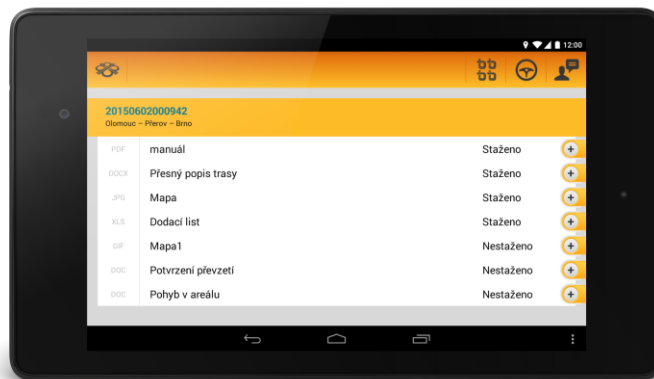 12:00
20150602000942
Olomouc – Přerov – Brno
PDF manuál Staženo
DOCX Přesný popis trasy Staženo
JPG Mapa Staženo
XLS Dodací list Staženo
GIF Mapa1 Nestaženo
DOC Potvrzení převzetí Nestaženo
DOC Pohyb v areálu Nestaženo